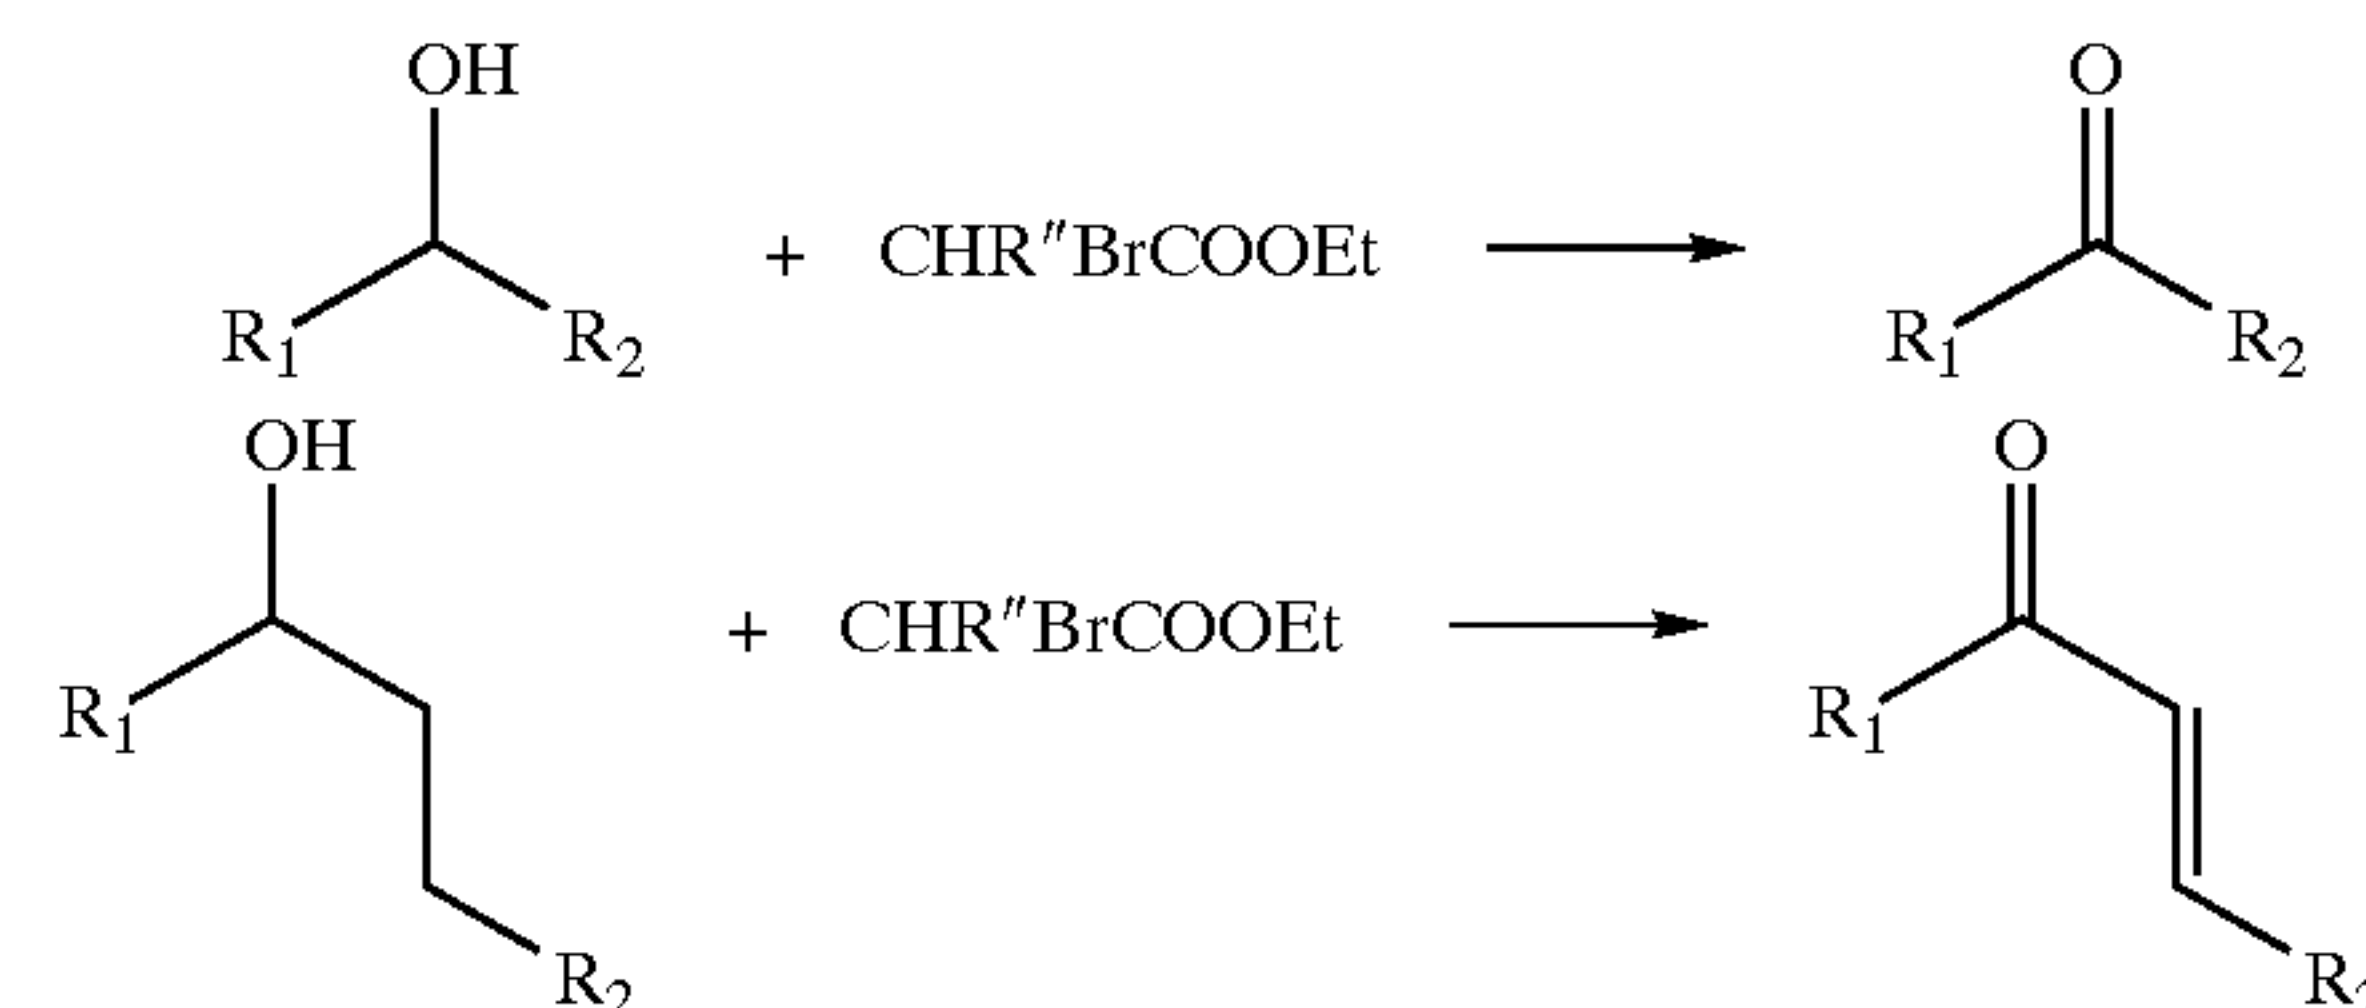 OH O
+ CHR″BrCOOEt
R₁ R₂ R₁ R₂
OH O
+ CHR″BrCOOEt
R₁ R₁
R₂